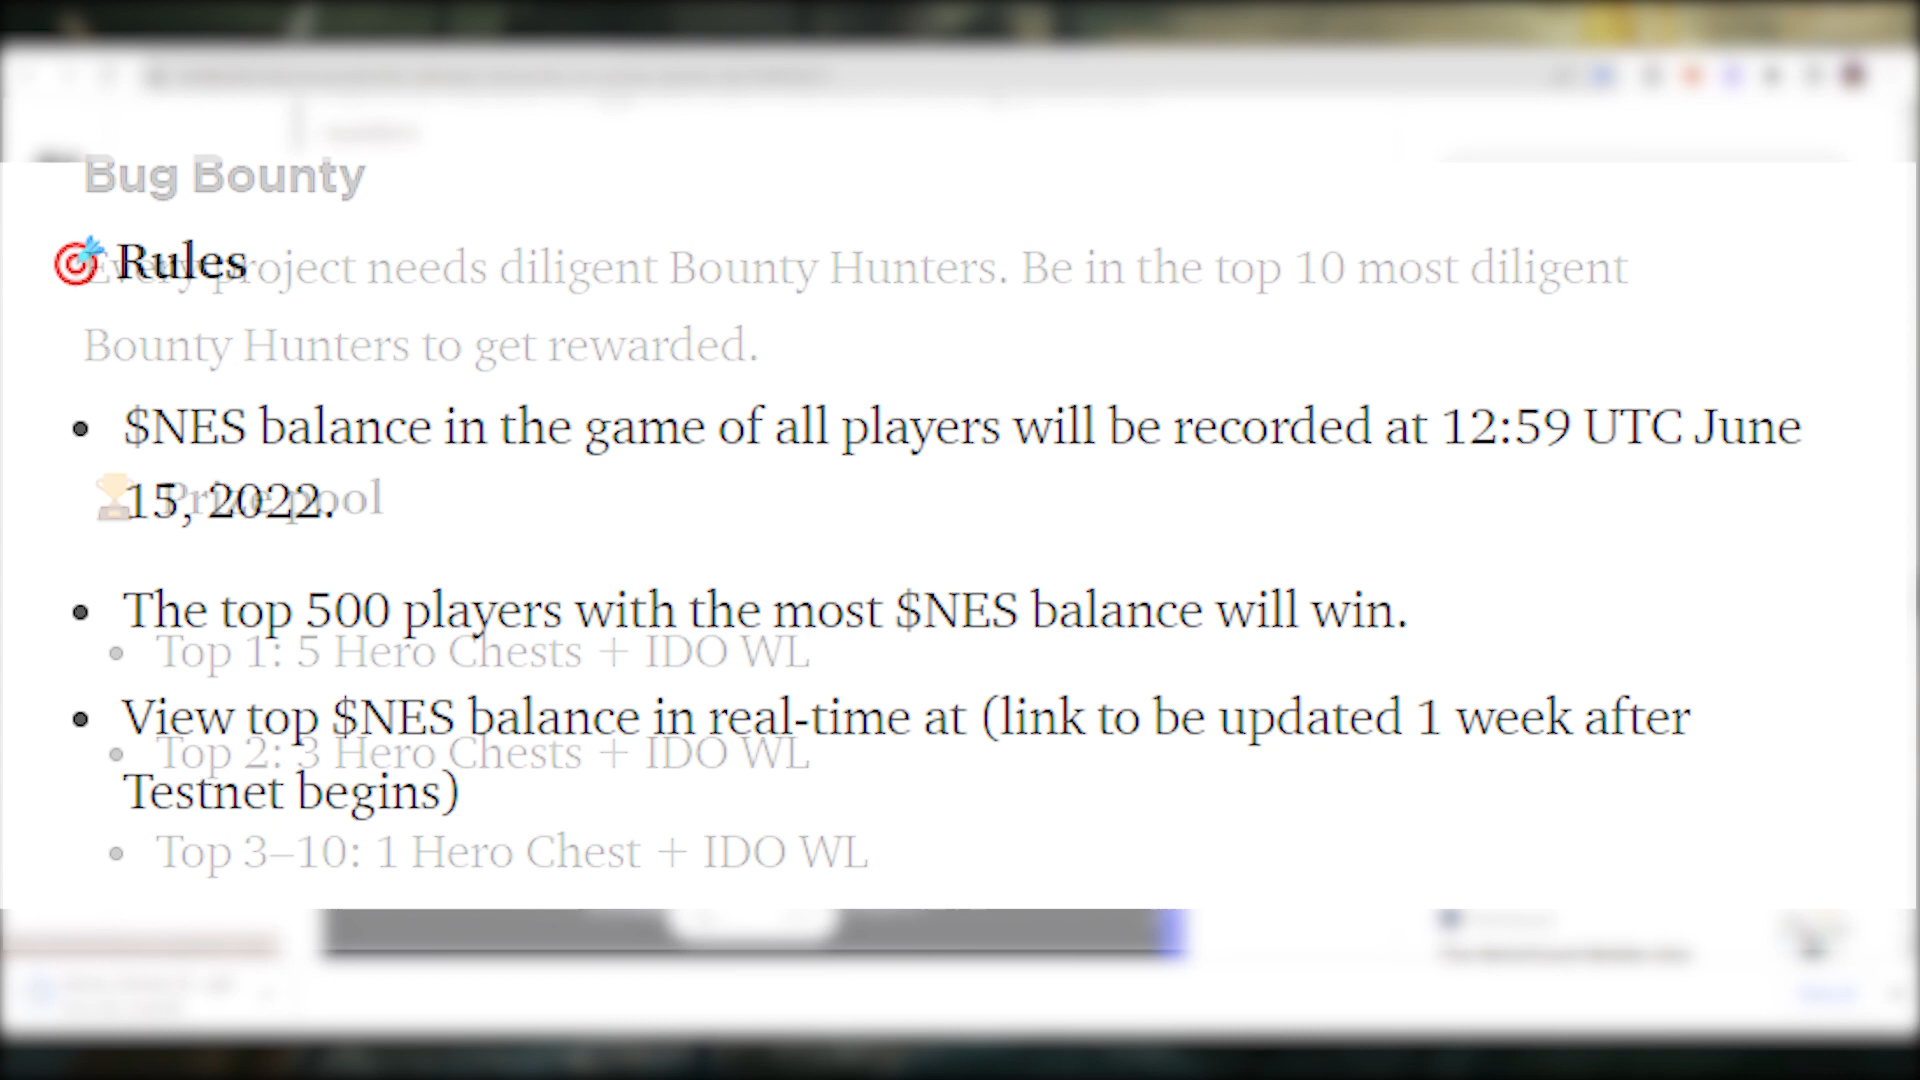 Bug Bounty
Rules
Every project needs diligent Bounty Hunters. Be in the top 10 most diligent
Bounty Hunters to get rewarded.
$NES balance in the game of all players will be recorded at 12:59 UTC June
15, 2022.
Prize pool
The top 500 players with the most $NES balance will win.
Top 1: 5 Hero Chests + IDO WL
View top $NES balance in real-time at (link to be updated 1 week after
Top 2: 3 Hero Chests + IDO WL
Testnet begins)
Top 3–10: 1 Hero Chest + IDO WL